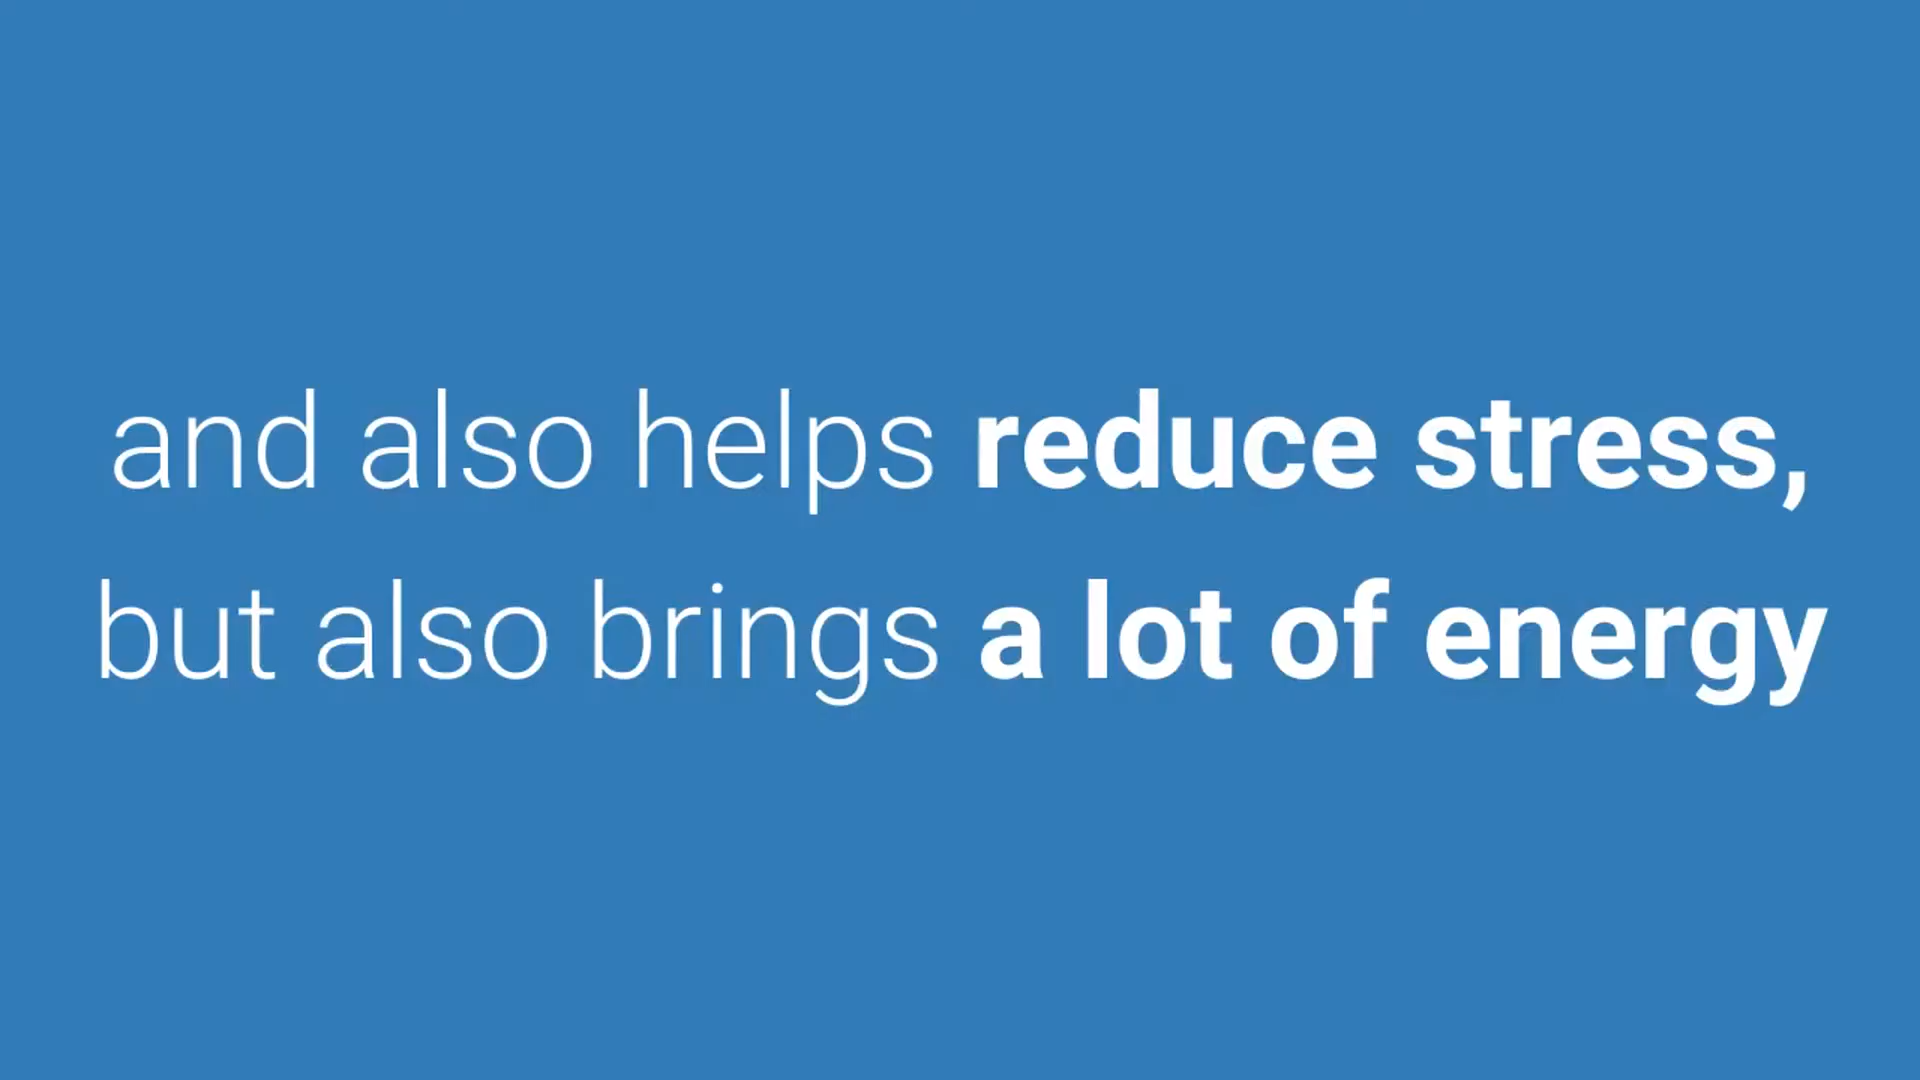 and also helps reduce stress,
but also brings a lot of energy